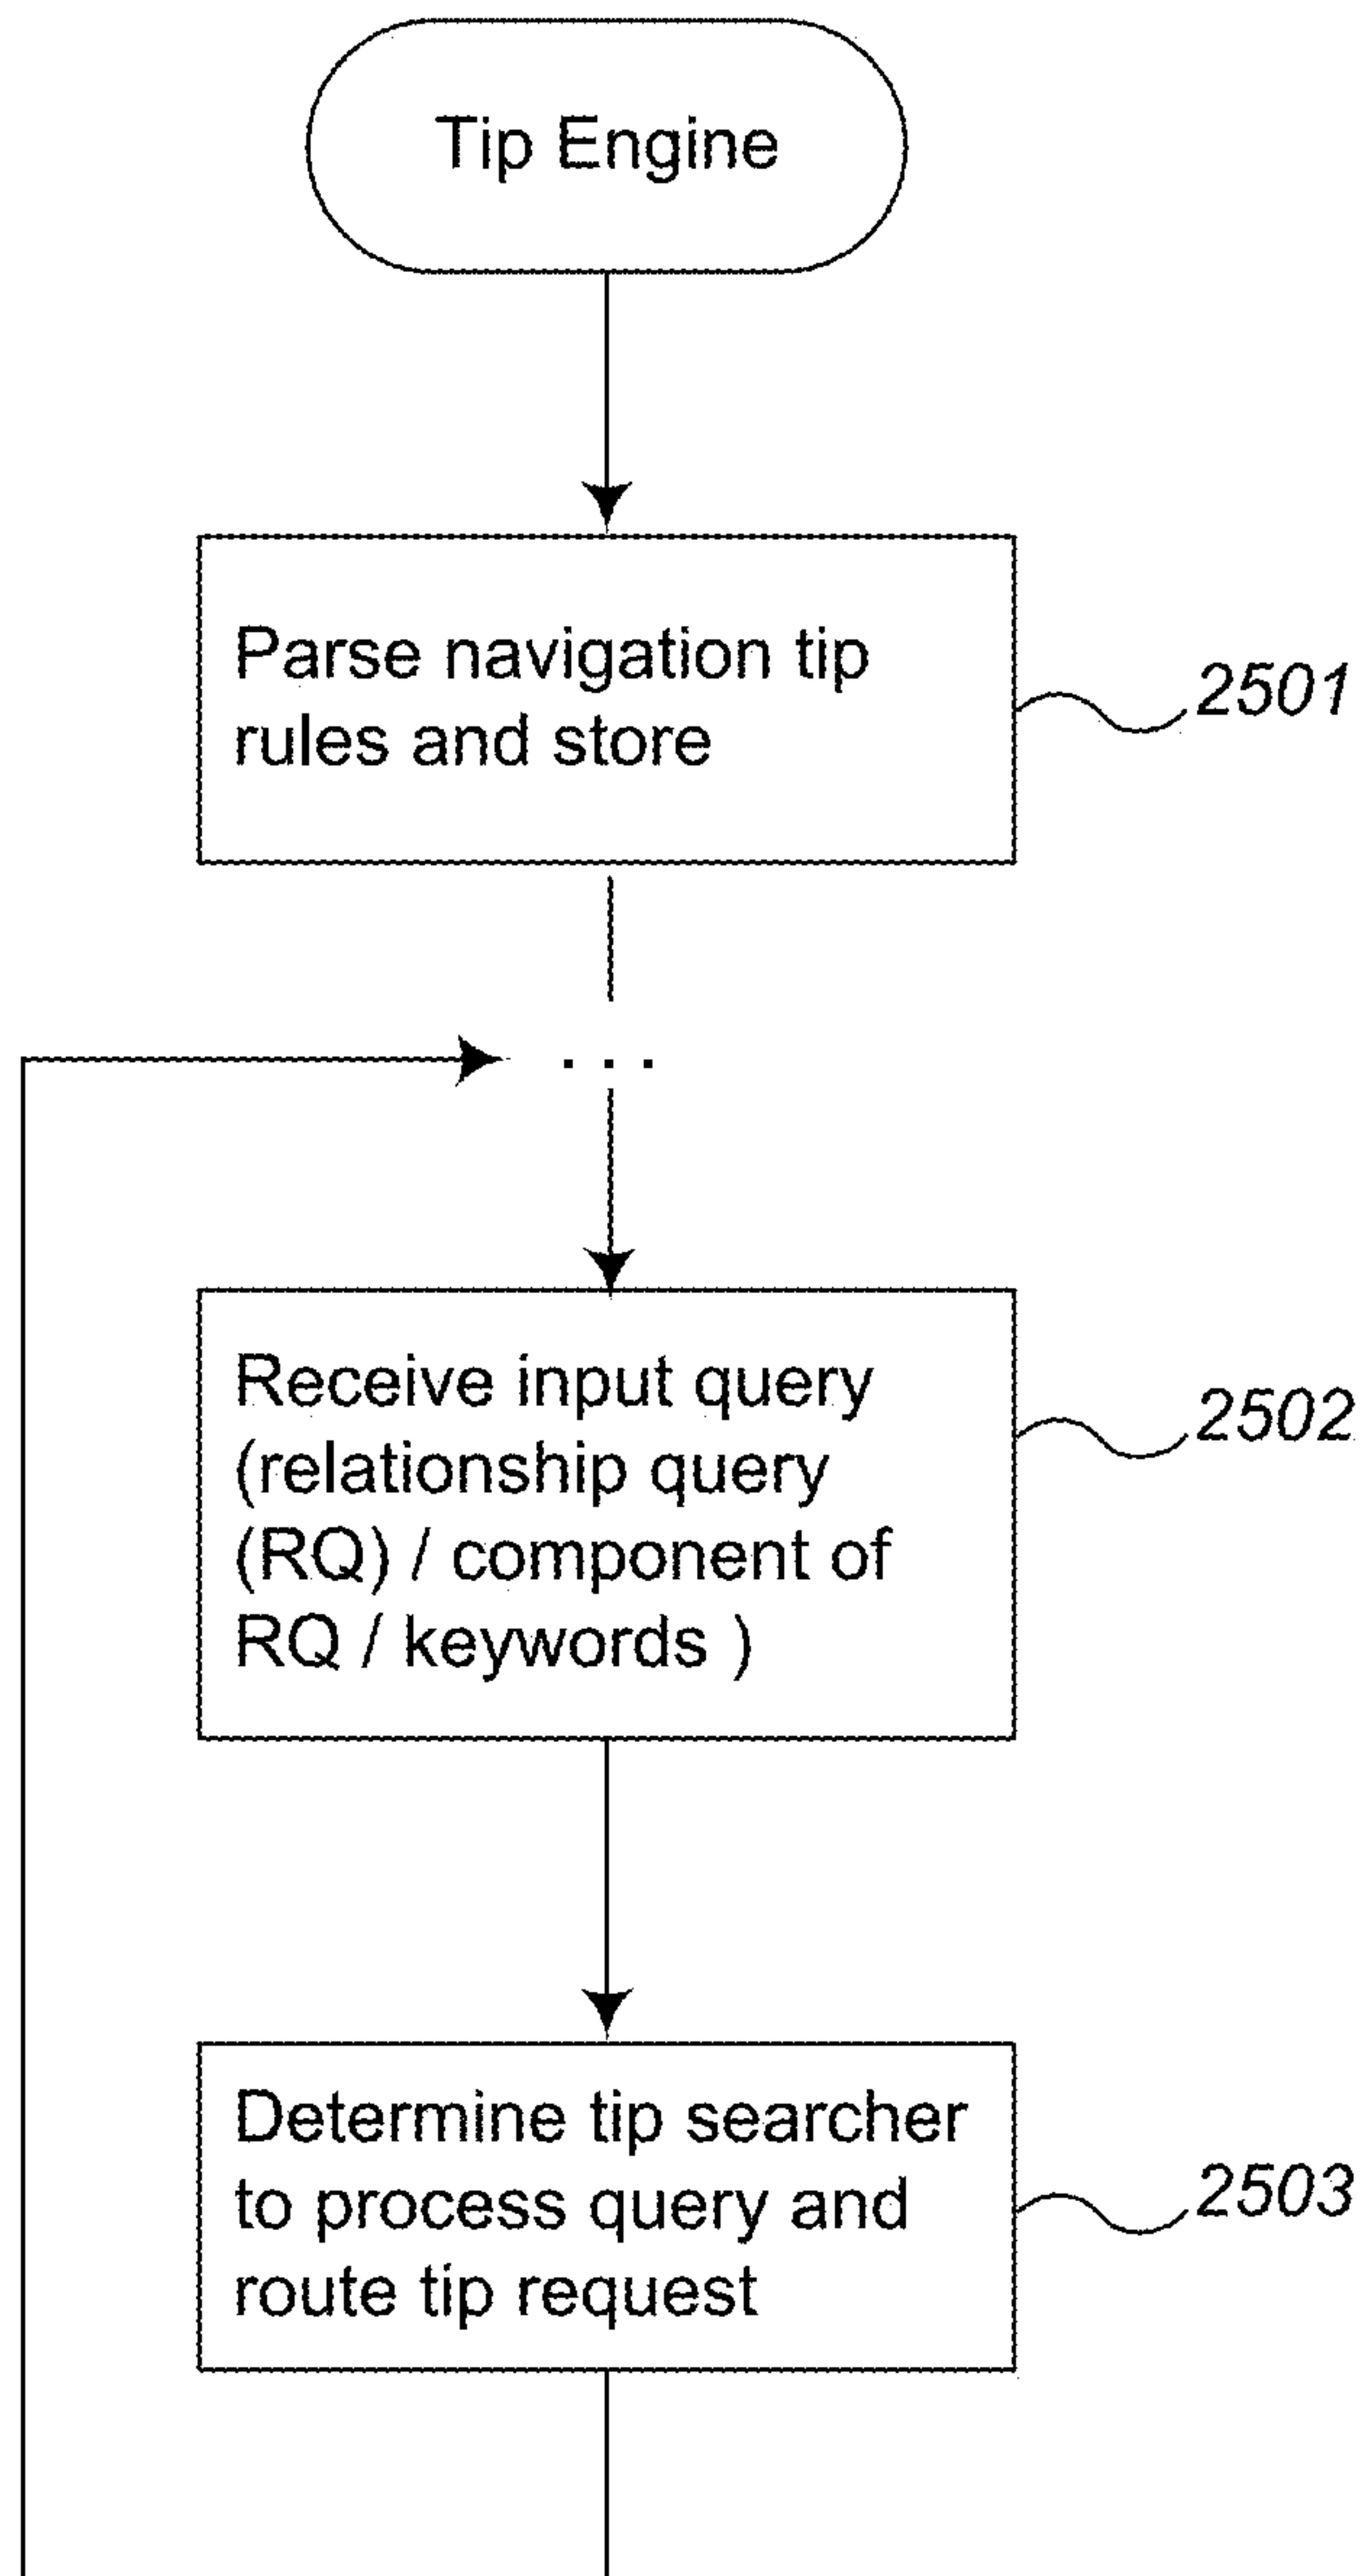 Tip Engine
Parse navigation tip
rules and store
2501
. . .
Receive input query
(relationship query
(RQ) / component of
RQ / keywords )
2502
Determine tip searcher
to process query and
route tip request
2503